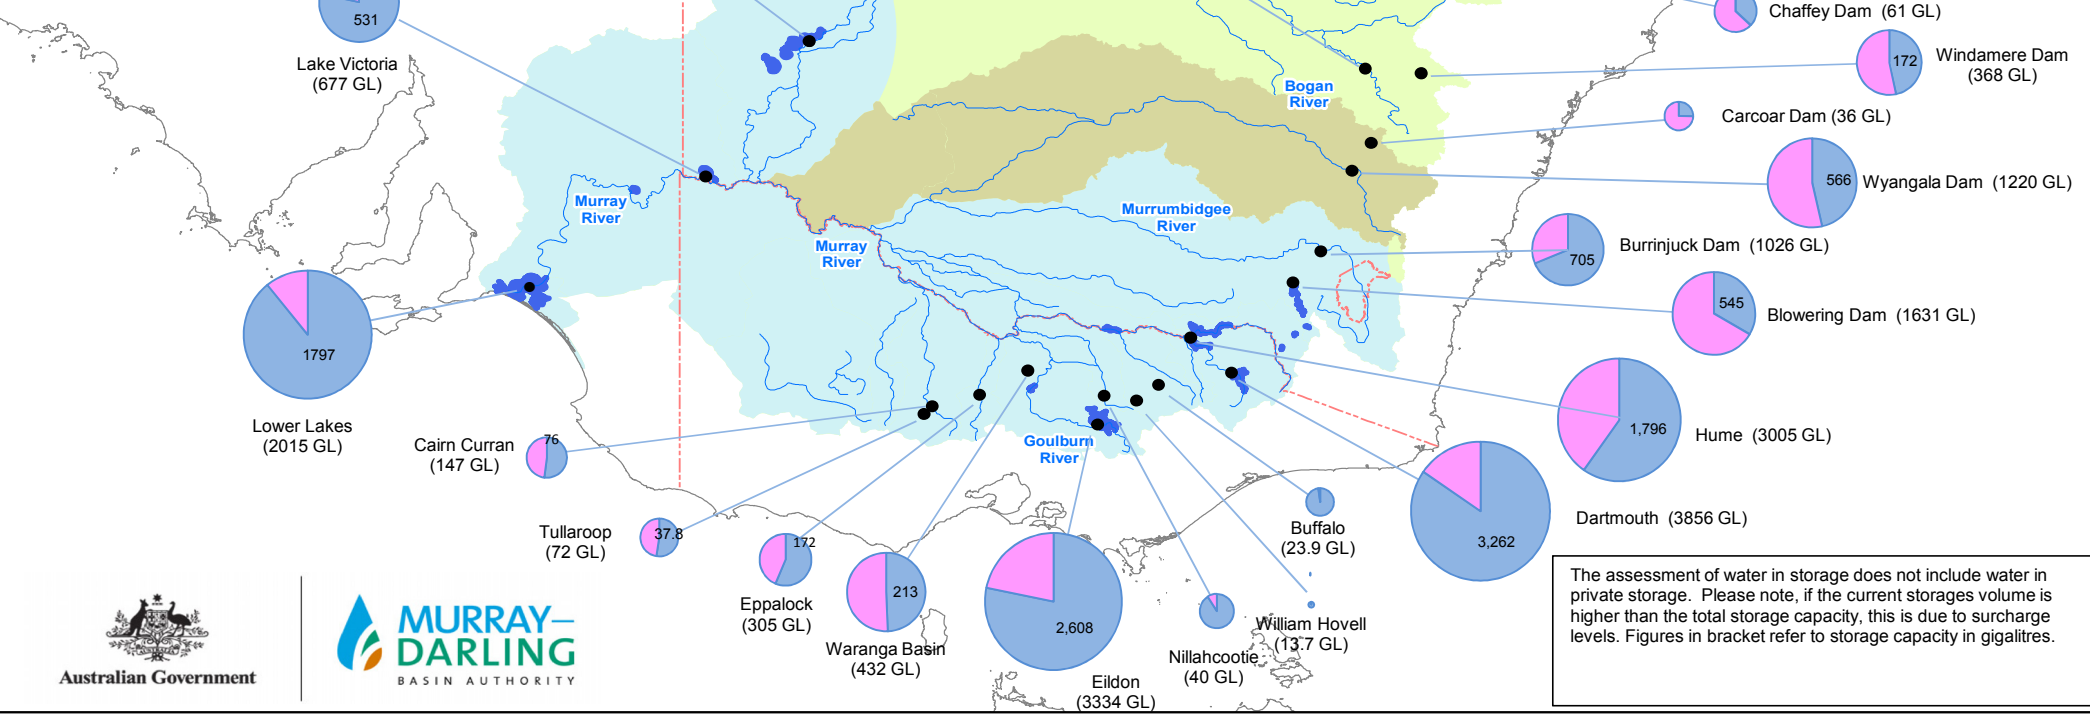 531
Lake Victoria
(677 GL)
Chaffey Dam (61 GL)
172
Windamere Dam
(368 GL)
Bogan
River
Carcoar Dam (36 GL)
566
Wyangala Dam (1220 GL)
Murray
River
Murrumbidgee
River
Murray
River
705
Burrinjuck Dam (1026 GL)
545
Blowering Dam (1631 GL)
1797
Lower Lakes
(2015 GL)
1,796
Hume (3005 GL)
76
Cairn Curran
(147 GL)
Goulburn
River
3,262
Dartmouth (3856 GL)
37.8
Tullaroop
(72 GL)
172
Eppalock
(305 GL)
213
Waranga Basin
(432 GL)
2,608
Eildon
(3334 GL)
Buffalo
(23.9 GL)
William Hovell
(13.7 GL)
Nillahcootie
(40 GL)
The assessment of water in storage does not include water in
private storage. Please note, if the current storages volume is
higher than the total storage capacity, this is due to surcharge
levels. Figures in bracket refer to storage capacity in gigalitres.
Australian Government
MURRAY–
DARLING
BASIN AUTHORITY